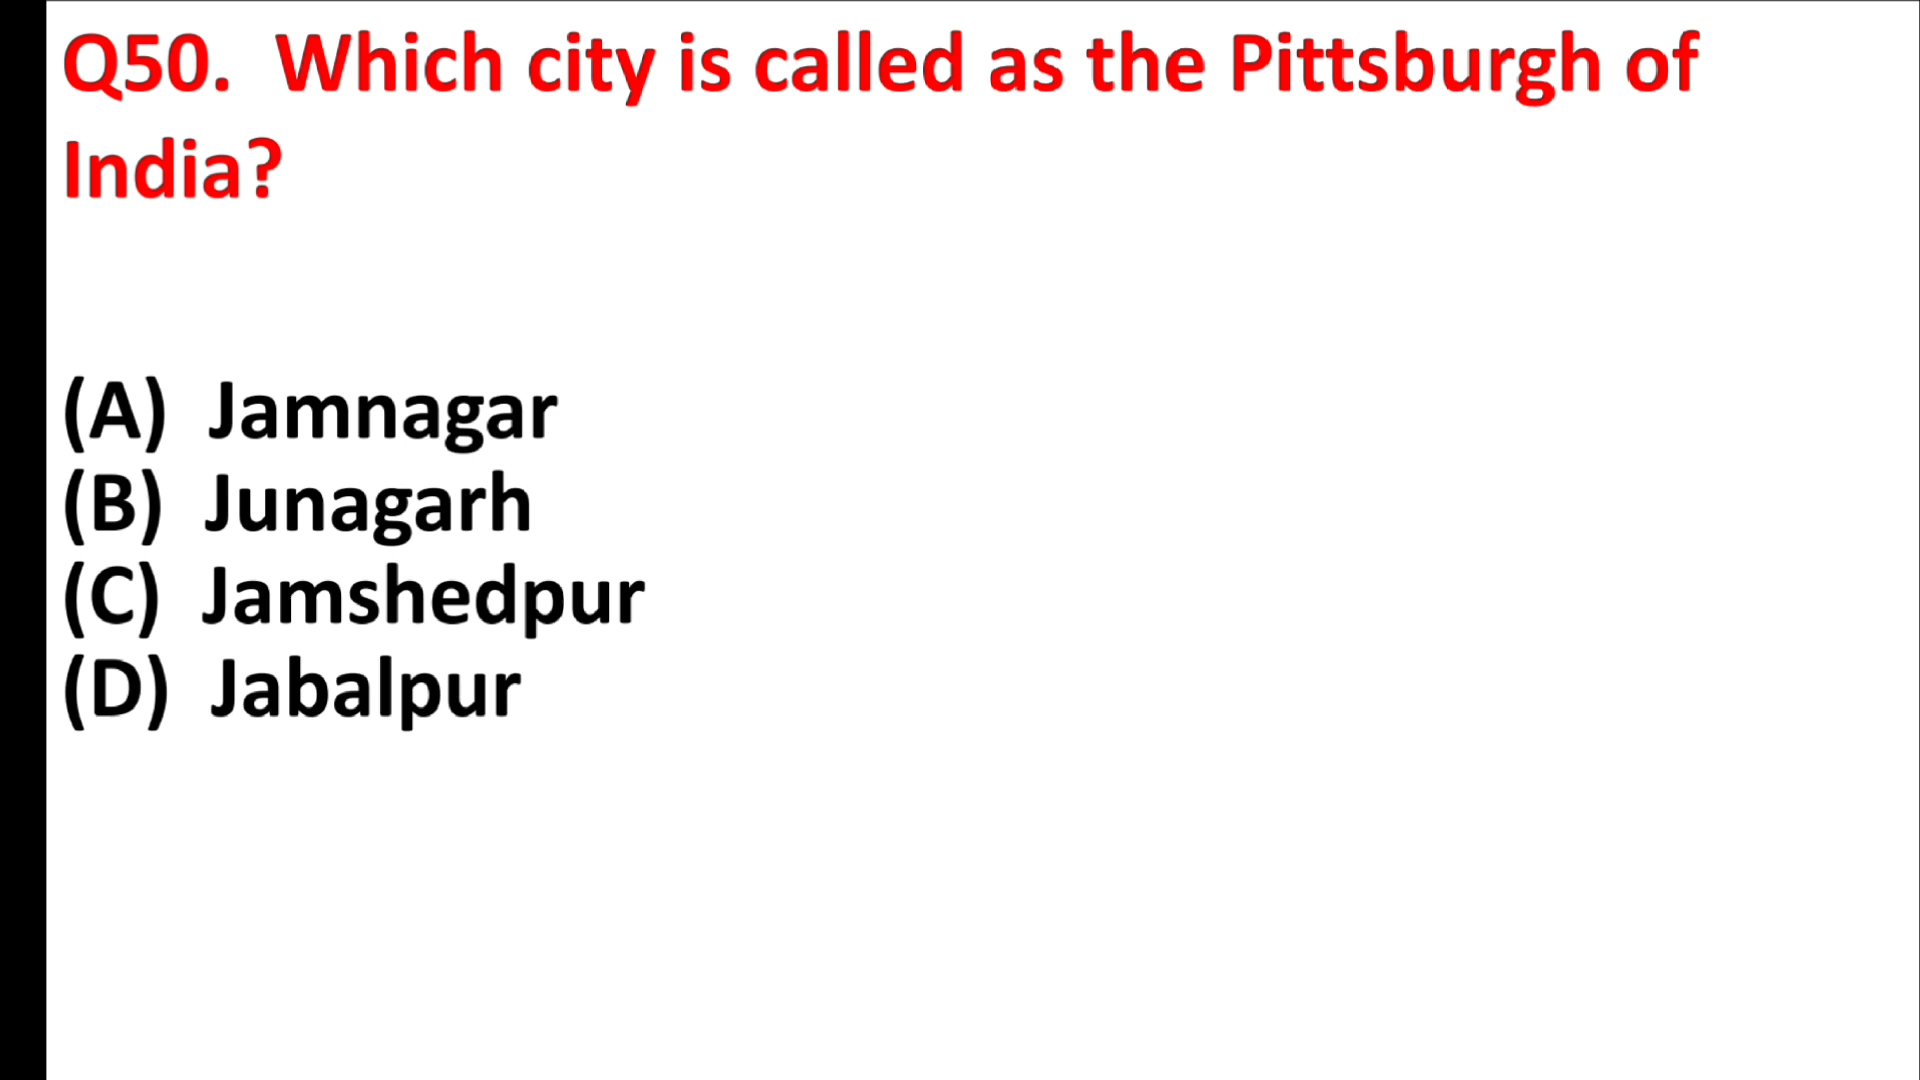 Q50. Which city is called as the Pittsburgh of
India?
(A) Jamnagar
(B) Junagarh
(C) Jamshedpur
(D) Jabalpur